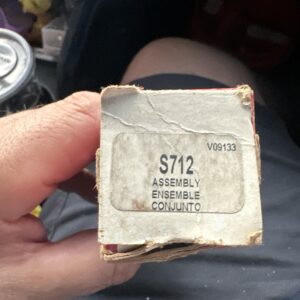 V09133
S712
ASSEMBLY
ENSEMBLE
CONJUNTO